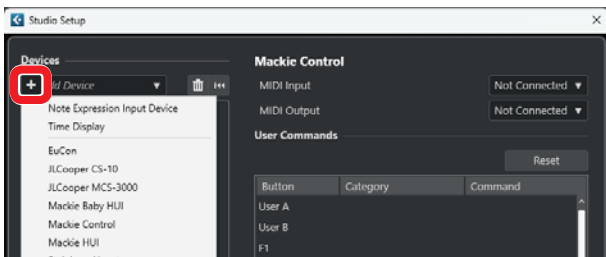 Studio Setup
Devices
Mackie Control
Device
MIDI Input
Not Connected
Note Expression Input Device
MIDI Output
Not Connected
Time Display
User Commands
EuCon
Reset
JLCooper CS-10
JLCooper MCS-3000
Button Category Command
Mackie Baby HUI
User A
Mackie Control
User B
Mackie HUI
F1